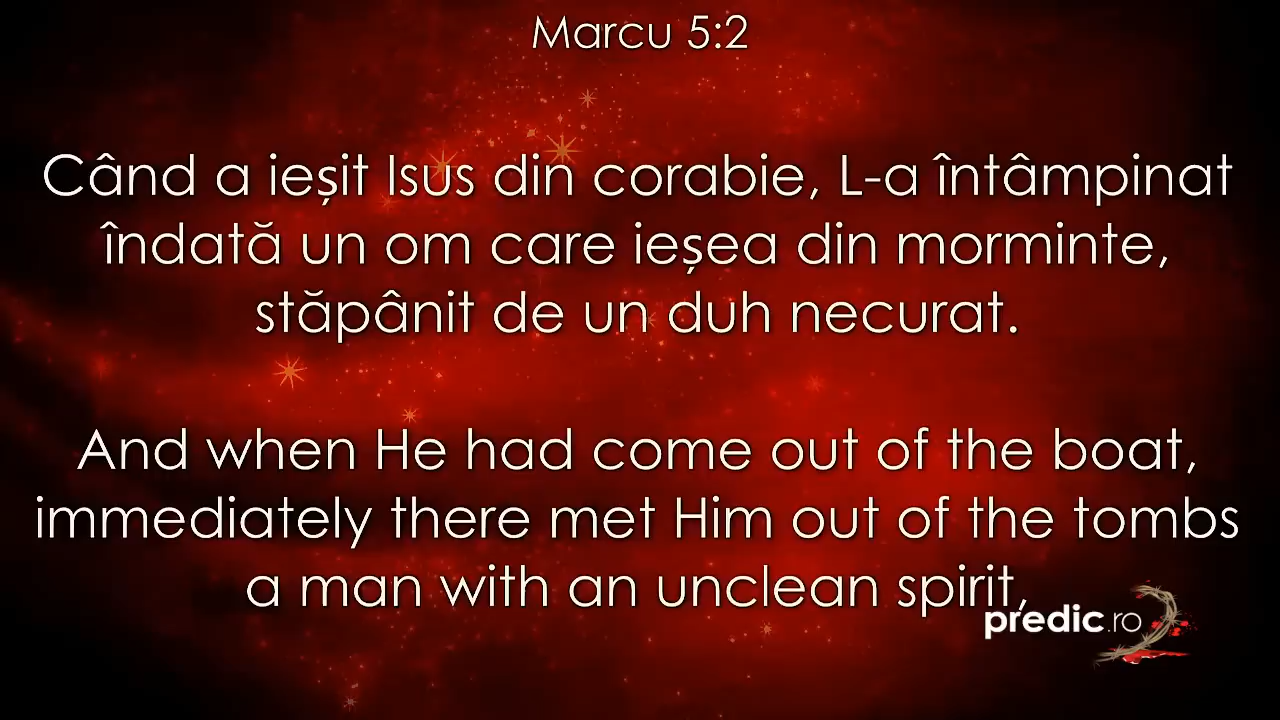 Marcu 5:2
Când a ieșit Isus din corabie, L-a întâmpinat
îndată un om care ieșea din morminte,
stăpânit de un duh necurat.
And when He had come out of the boat,
immediately there met Him out of the tombs
a man with an unclean spirit,
predic.ro